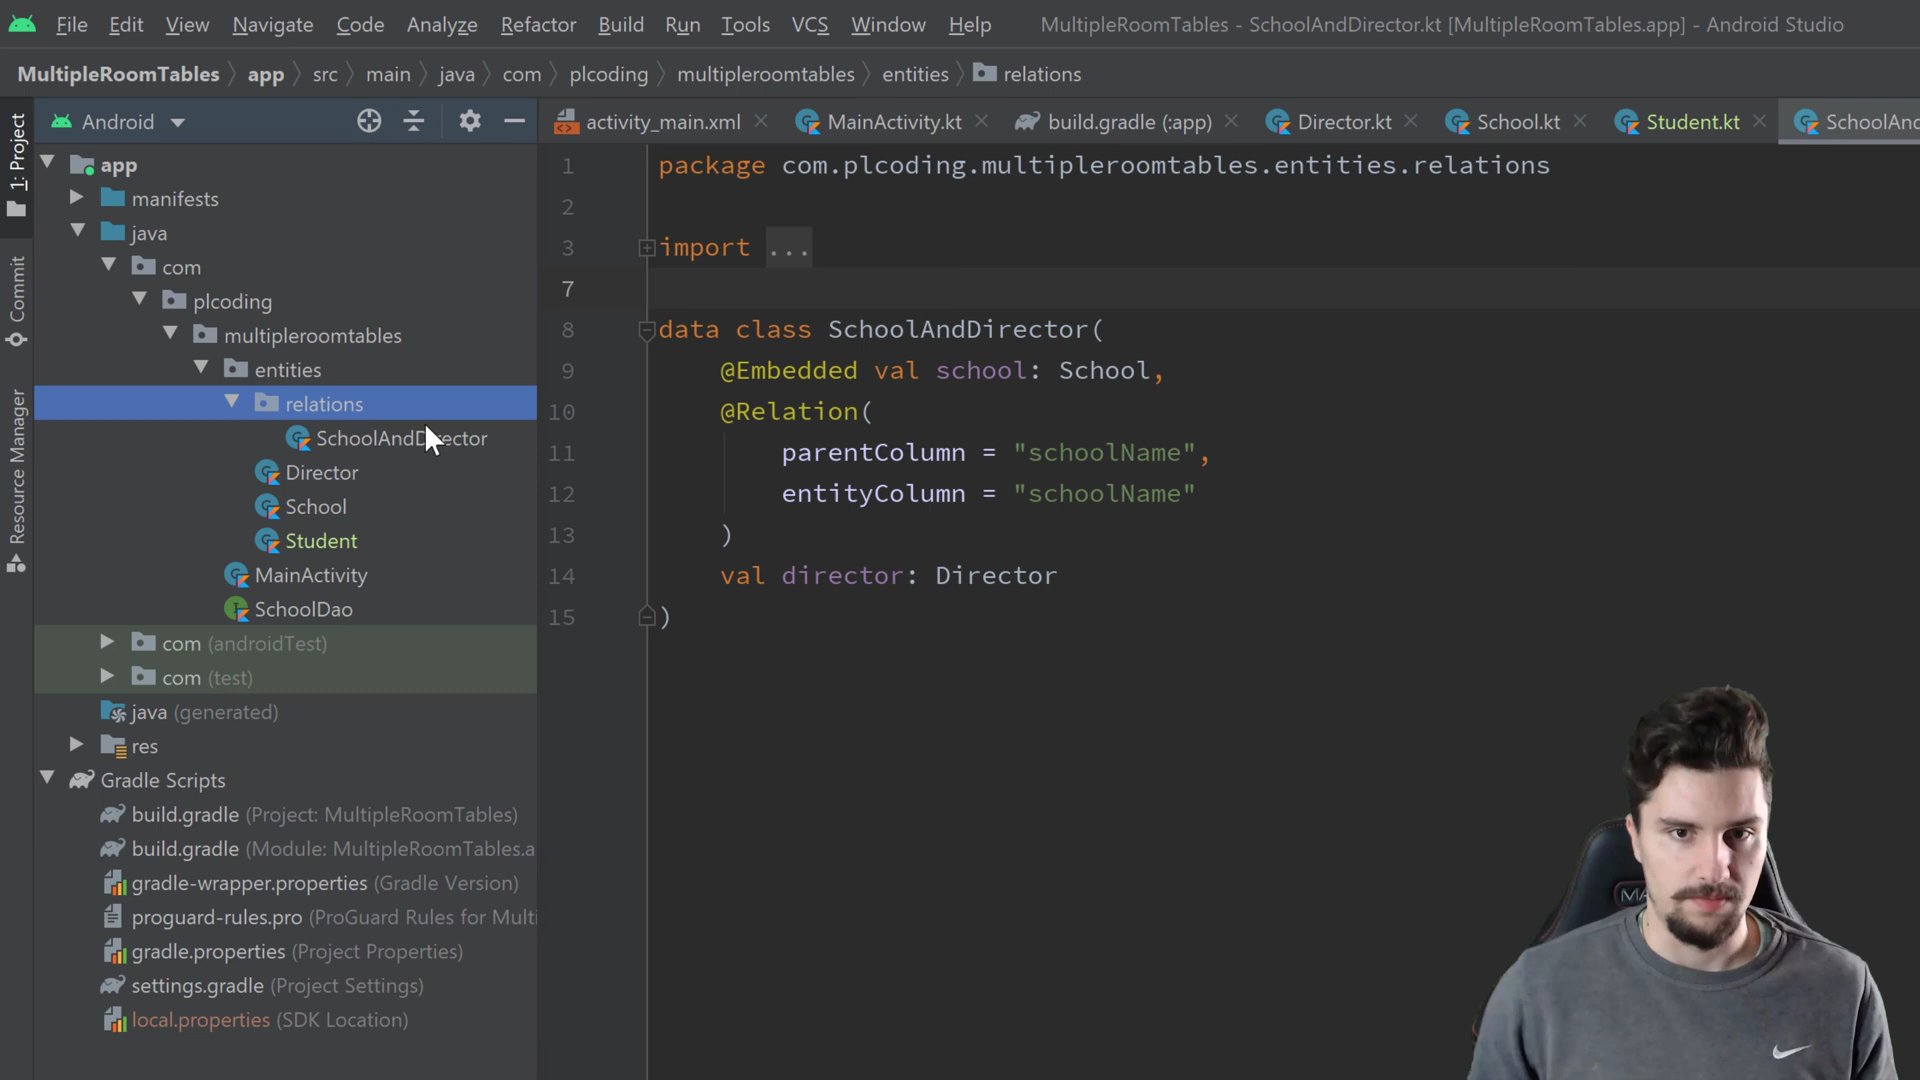 File Edit View Navigate Code Analyze Refactor Build Run Tools VCS Window Help MultipleRoomTables - SchoolAndDirector.kt [MultipleRoomTables.app] - Android Studio
MultipleRoomTables app src main java com plcoding multipleroomtables entities relations
Android
activity_main.xml MainActivity.kt build.gradle (:app) Director.kt School.kt Student.kt SchoolAnd
1: Project
Commit
Resource Manager
app
manifests
java
com
plcoding
multipleroomtables
entities
relations
SchoolAndDirector
Director
School
Student
MainActivity
SchoolDao
com (androidTest)
com (test)
java (generated)
res
Gradle Scripts
build.gradle (Project: MultipleRoomTables)
build.gradle (Module: MultipleRoomTables.a
gradle-wrapper.properties (Gradle Version)
proguard-rules.pro (ProGuard Rules for Multi
gradle.properties (Project Properties)
settings.gradle (Project Settings)
local.properties (SDK Location)
1 package com.plcoding.multipleroomtables.entities.relations
2
3 import ...
7
8 data class SchoolAndDirector(
9 @Embedded val school: School,
10 @Relation(
11 parentColumn = "schoolName",
12 entityColumn = "schoolName"
13 )
14 val director: Director
15 )